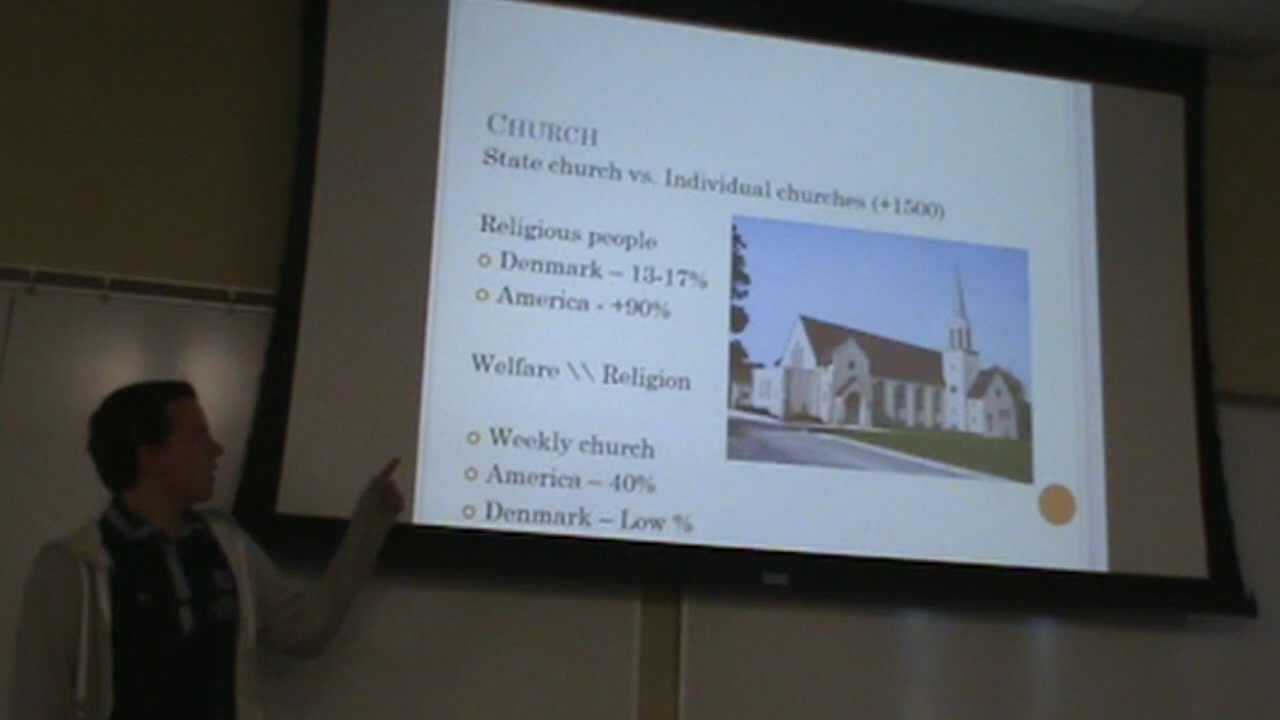 CHURCH
State church vs. Individual churches (+1500)
Religious people
Denmark – 13-17%
America - +90%
Welfare \\ Religion
Weekly church
America – 40%
Denmark – Low %